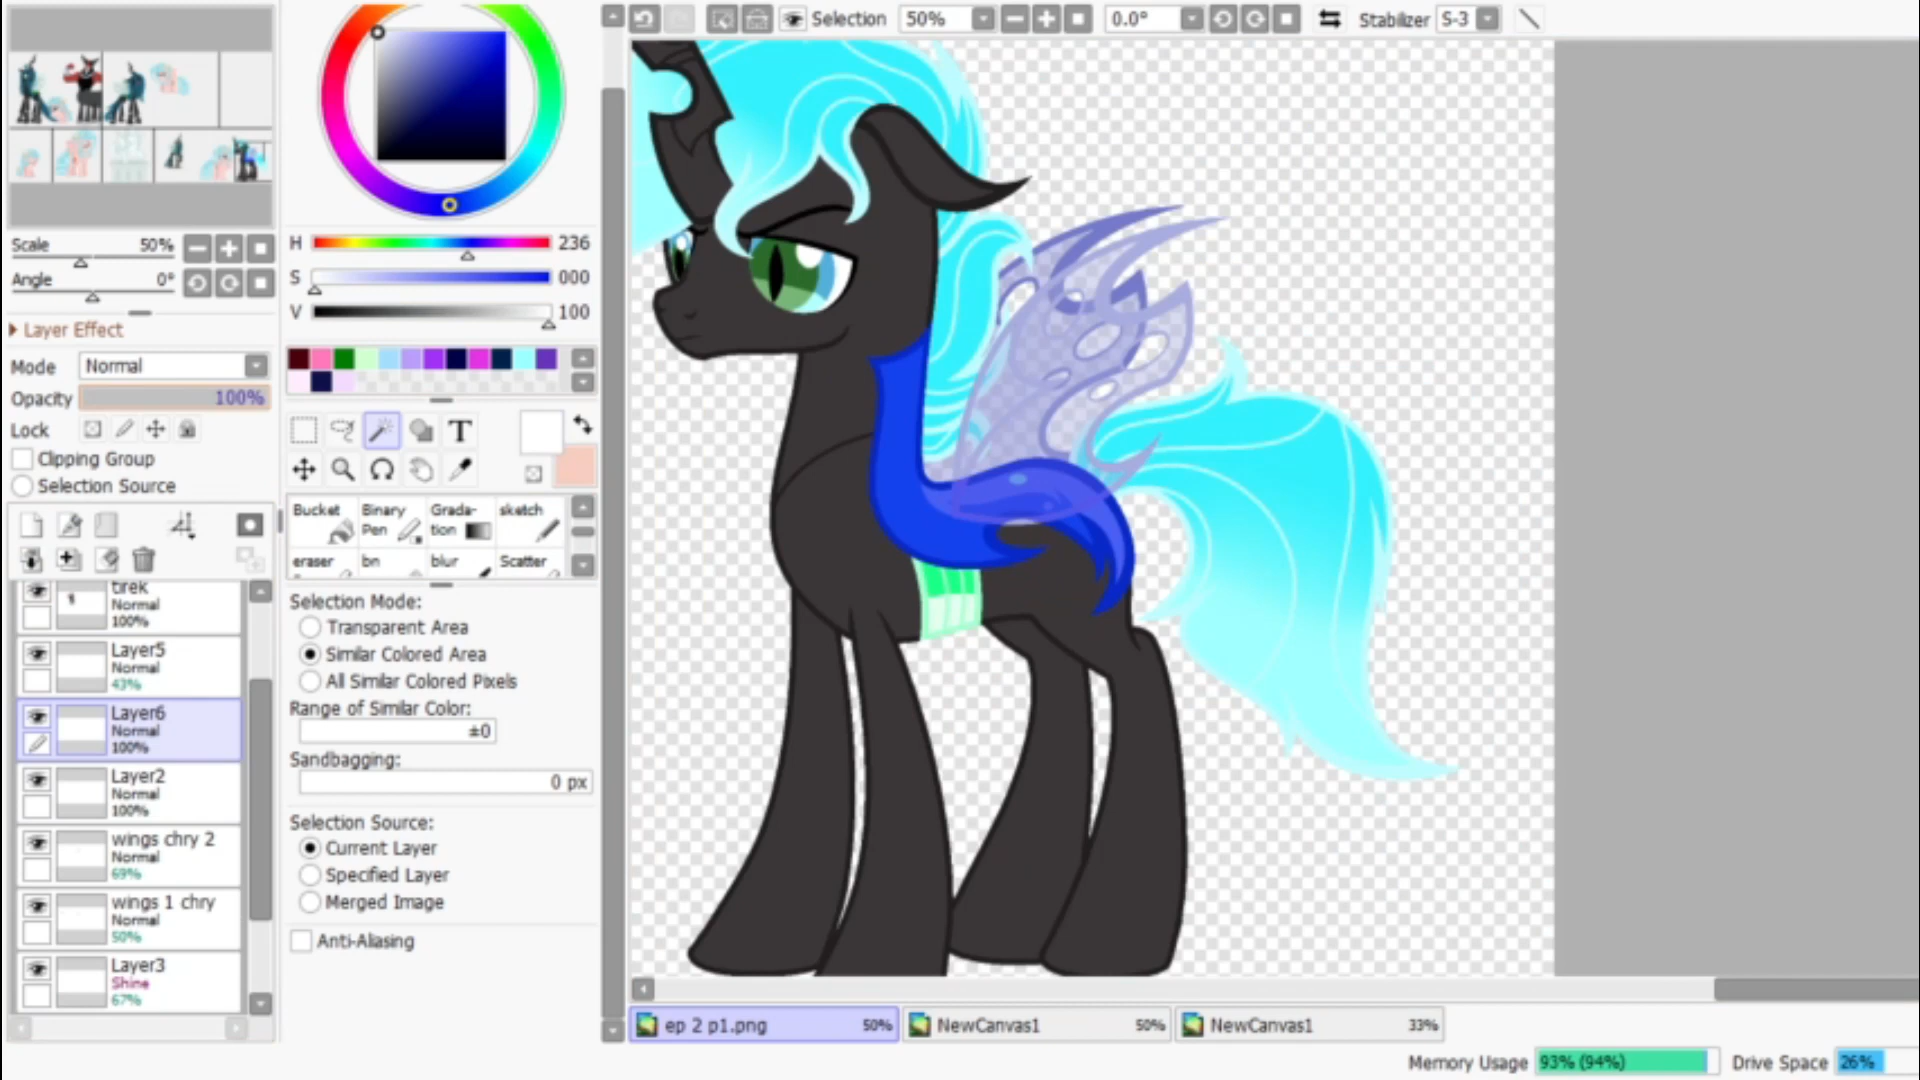 Selection 50% 0.0° Stabilizer S-3
Scale 50%
Angle 0°
Layer Effect
Mode Normal
Opacity 100%
Lock
Clipping Group
Selection Source
H 236
S 000
V 100
T
Bucket Binary Pen Grada-tion sketch
eraser bn blur Scatter
tirek
Normal
100%
Layer5
Normal
43%
Layer6
Normal
100%
Layer2
Normal
100%
wings chry 2
Normal
69%
wings 1 chry
Normal
50%
Layer3
Shine
67%
Selection Mode:
Transparent Area
Similar Colored Area
All Similar Colored Pixels
Range of Similar Color:
±0
Sandbagging:
0 px
Selection Source:
Current Layer
Specified Layer
Merged Image
Anti-Aliasing
ep 2 p1.png 50% NewCanvas1 50% NewCanvas1 33%
Memory Usage 93% (94%) Drive Space 26%